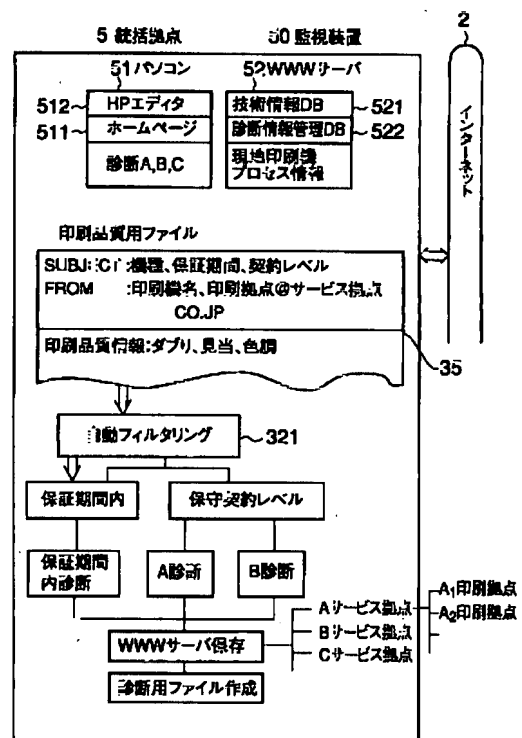 2
5 統括拠点 50 監視装置
51 パソコン 52 WWWサーバ
512 HPエディタ 技術情報DB 521
511 ホームページ 診断情報管理DB 522
診断A,B,C 現地印刷機
プロセス情報
インターネット
印刷品質用ファイル
SUBJECT :機種、保証期間、契約レベル
FROM :印刷機名、印刷拠点@サービス拠点
CO.JP
印刷品質情報:ダブリ、見当、色調
35
自動フィルタリング 321
保証期間内 保守契約レベル
保証期間 A診断 B診断
内診断
Aサービス拠点 A1印刷拠点
Bサービス拠点 A2印刷拠点
WWWサーバ保存 Cサービス拠点
診断用ファイル作成